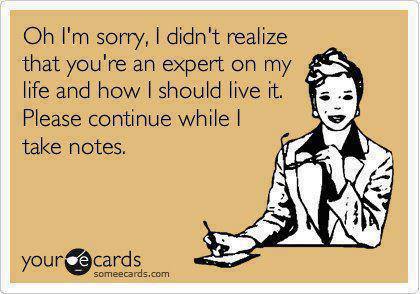 Oh I'm sorry, I didn't realize
that you're an expert on my
life and how I should live it.
Please continue while I
take notes.
your e cards
someecards.com